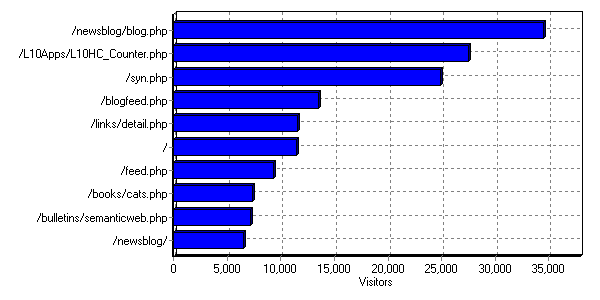 /newsblog/blog.php
/L10Apps/L10HC_Counter.php
/syn.php
/blogfeed.php
/links/detail.php
/
/feed.php
/books/cats.php
/bulletins/semanticweb.php
/newsblog/
0 5,000 10,000 15,000 20,000 25,000 30,000 35,000
Visitors